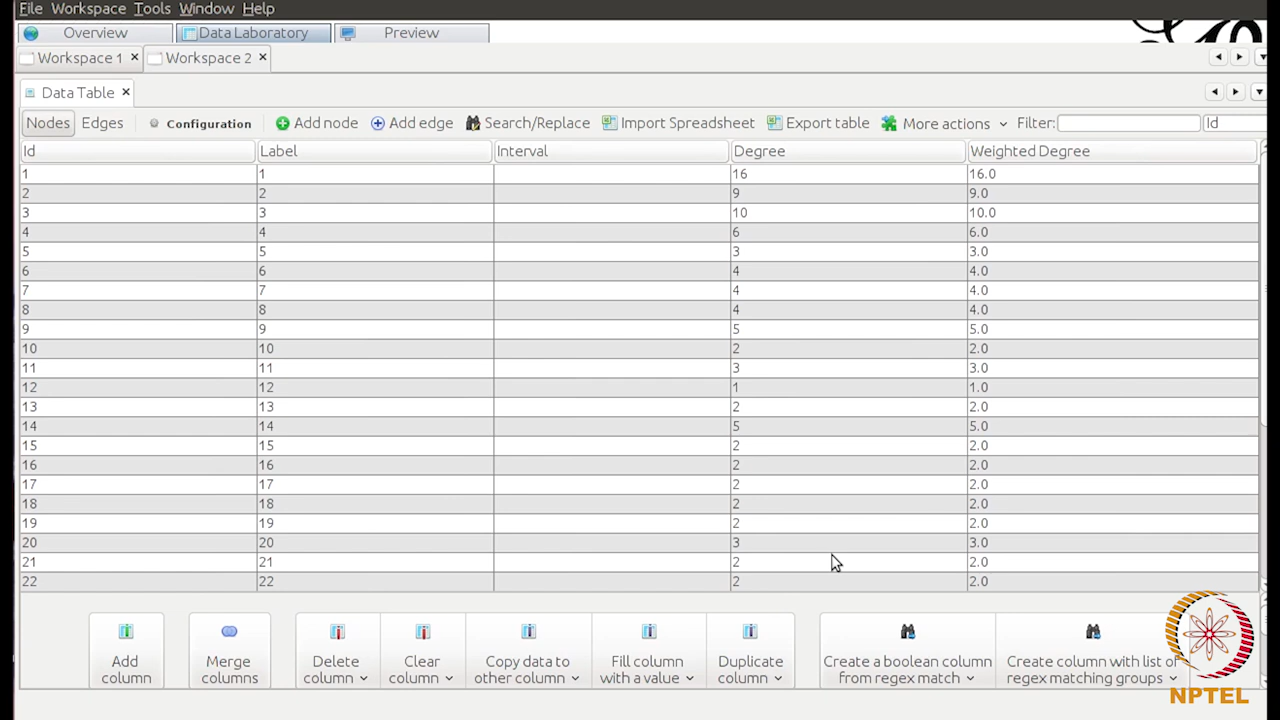 File Workspace Tools Window Help
Overview Data Laboratory Preview
Workspace 1 Workspace 2
Data Table
Nodes Edges Configuration Add node Add edge Search/Replace Import Spreadsheet Export table More actions Filter: Id
Id Label Interval Degree Weighted Degree
1 1 16 16.0
2 2 9 9.0
3 3 10 10.0
4 4 6 6.0
5 5 3 3.0
6 6 4 4.0
7 7 4 4.0
8 8 4 4.0
9 9 5 5.0
10 10 2 2.0
11 11 3 3.0
12 12 1 1.0
13 13 2 2.0
14 14 5 5.0
15 15 2 2.0
16 16 2 2.0
17 17 2 2.0
18 18 2 2.0
19 19 2 2.0
20 20 3 3.0
21 21 2 2.0
22 22 2 2.0
Add column
Merge columns
Delete column
Clear column
Copy data to other column
Fill column with a value
Duplicate column
Create a boolean column from regex match
Create column with list of regex matching groups
NPTEL